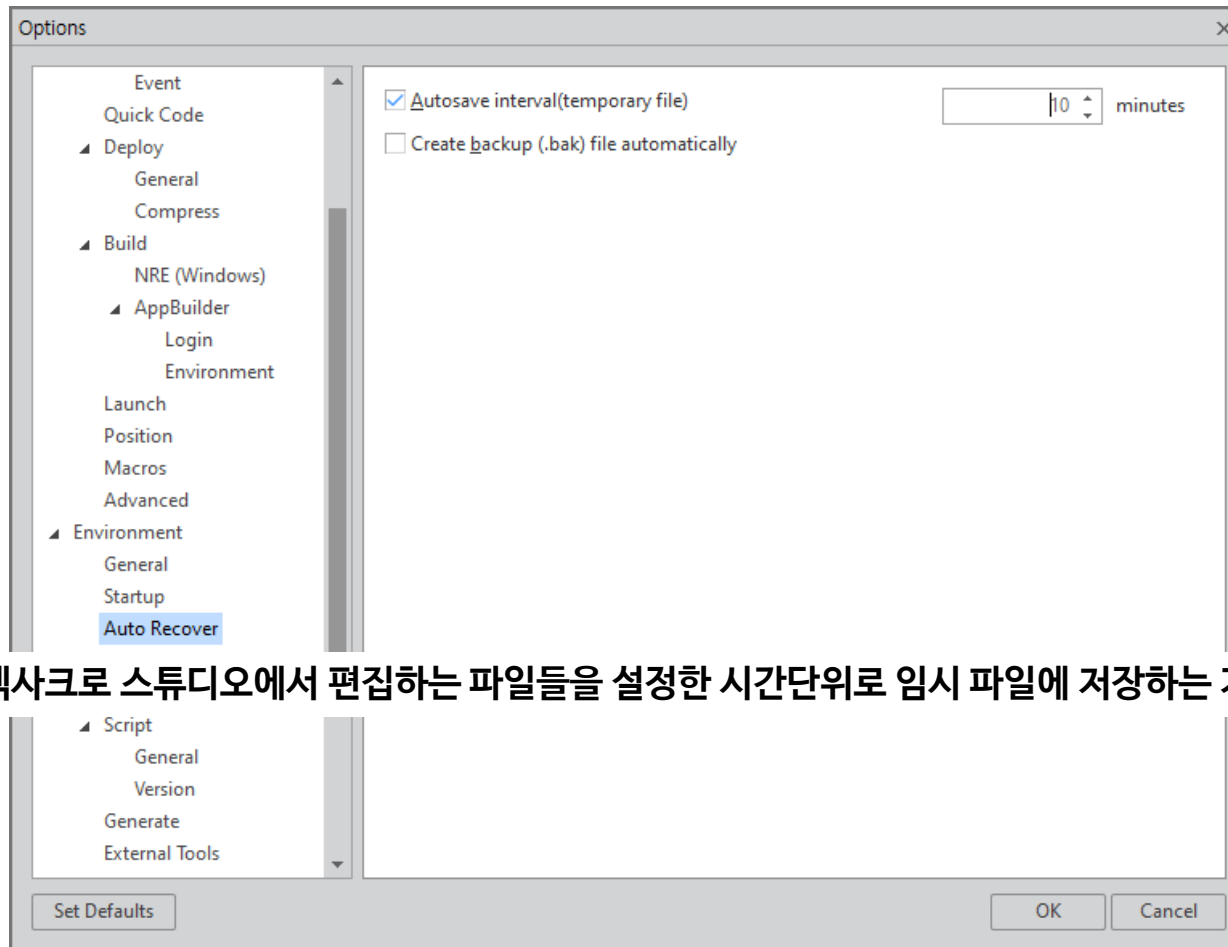 Options
Event
Quick Code
Deploy
General
Compress
Build
NRE (Windows)
AppBuilder
Login
Environment
Launch
Position
Macros
Advanced
Environment
General
Startup
Auto Recover
Autosave interval(temporary file) 10 minutes
Create backup (.bak) file automatically
스튜디오에서 편집하는 파일들을 설정한 시간단위로 임시 파일에 저장하는
Script
General
Version
Generate
External Tools
Set Defaults OK Cancel